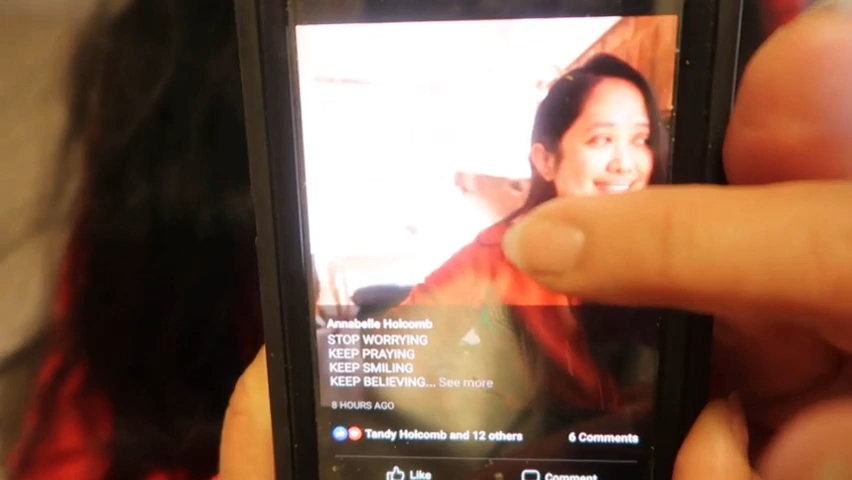 Annabelle Holcomb
STOP WORRYING
KEEP PRAYING
KEEP SMILING
KEEP BELIEVING... See more
8 HOURS AGO
Tandy Holcomb and 12 others 6 Comments
Like Comment